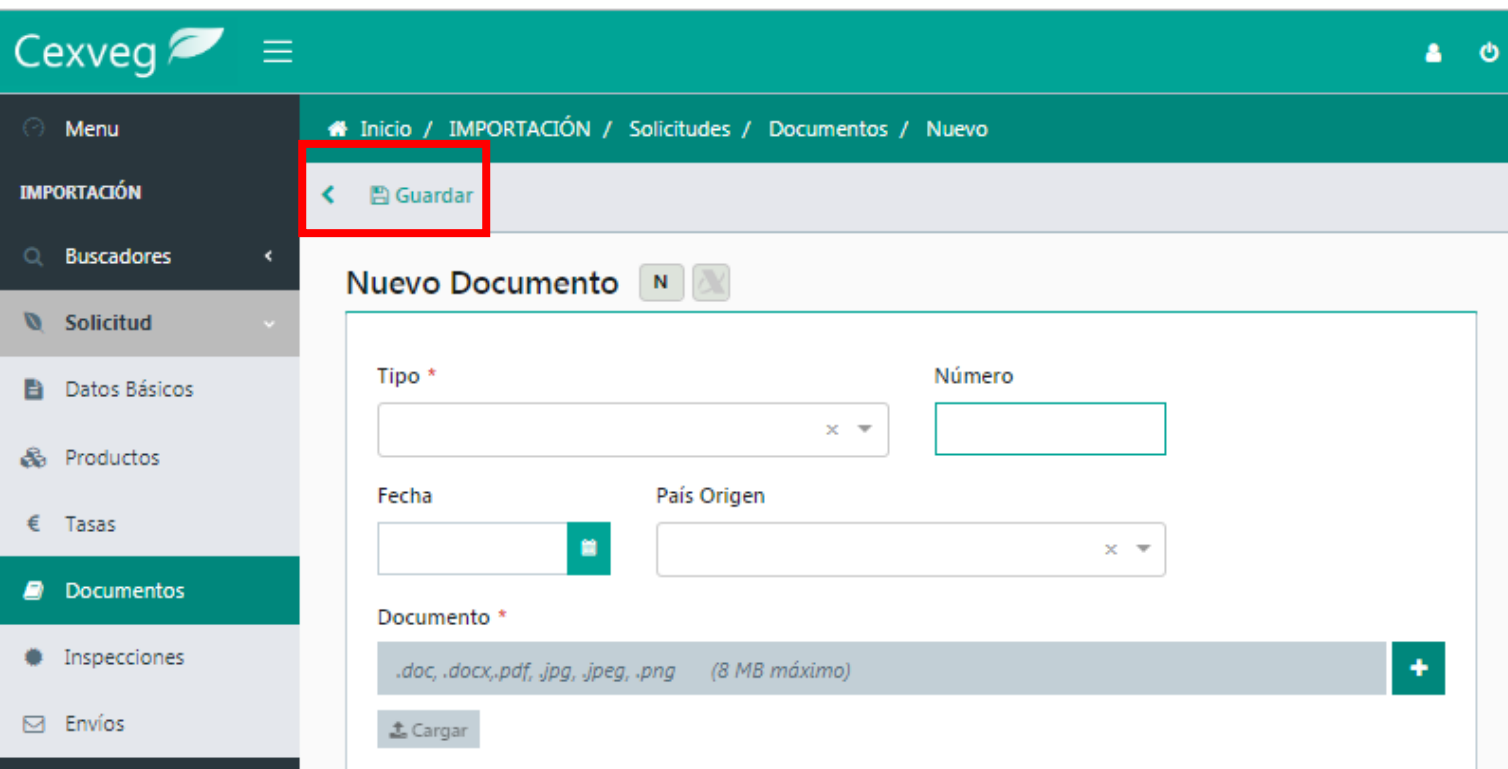 Cexveg
Menu
IMPORTACIÓN
Buscadores
Solicitud
Datos Básicos
Productos
€ Tasas
Documentos
Inspecciones
Envíos
Inicio / IMPORTACIÓN / Solicitudes / Documentos / Nuevo
Guardar
Nuevo Documento N
Tipo * Número
Fecha País Origen
Documento *
.doc, .docx,.pdf, .jpg, .jpeg, .png (8 MB máximo)
Cargar